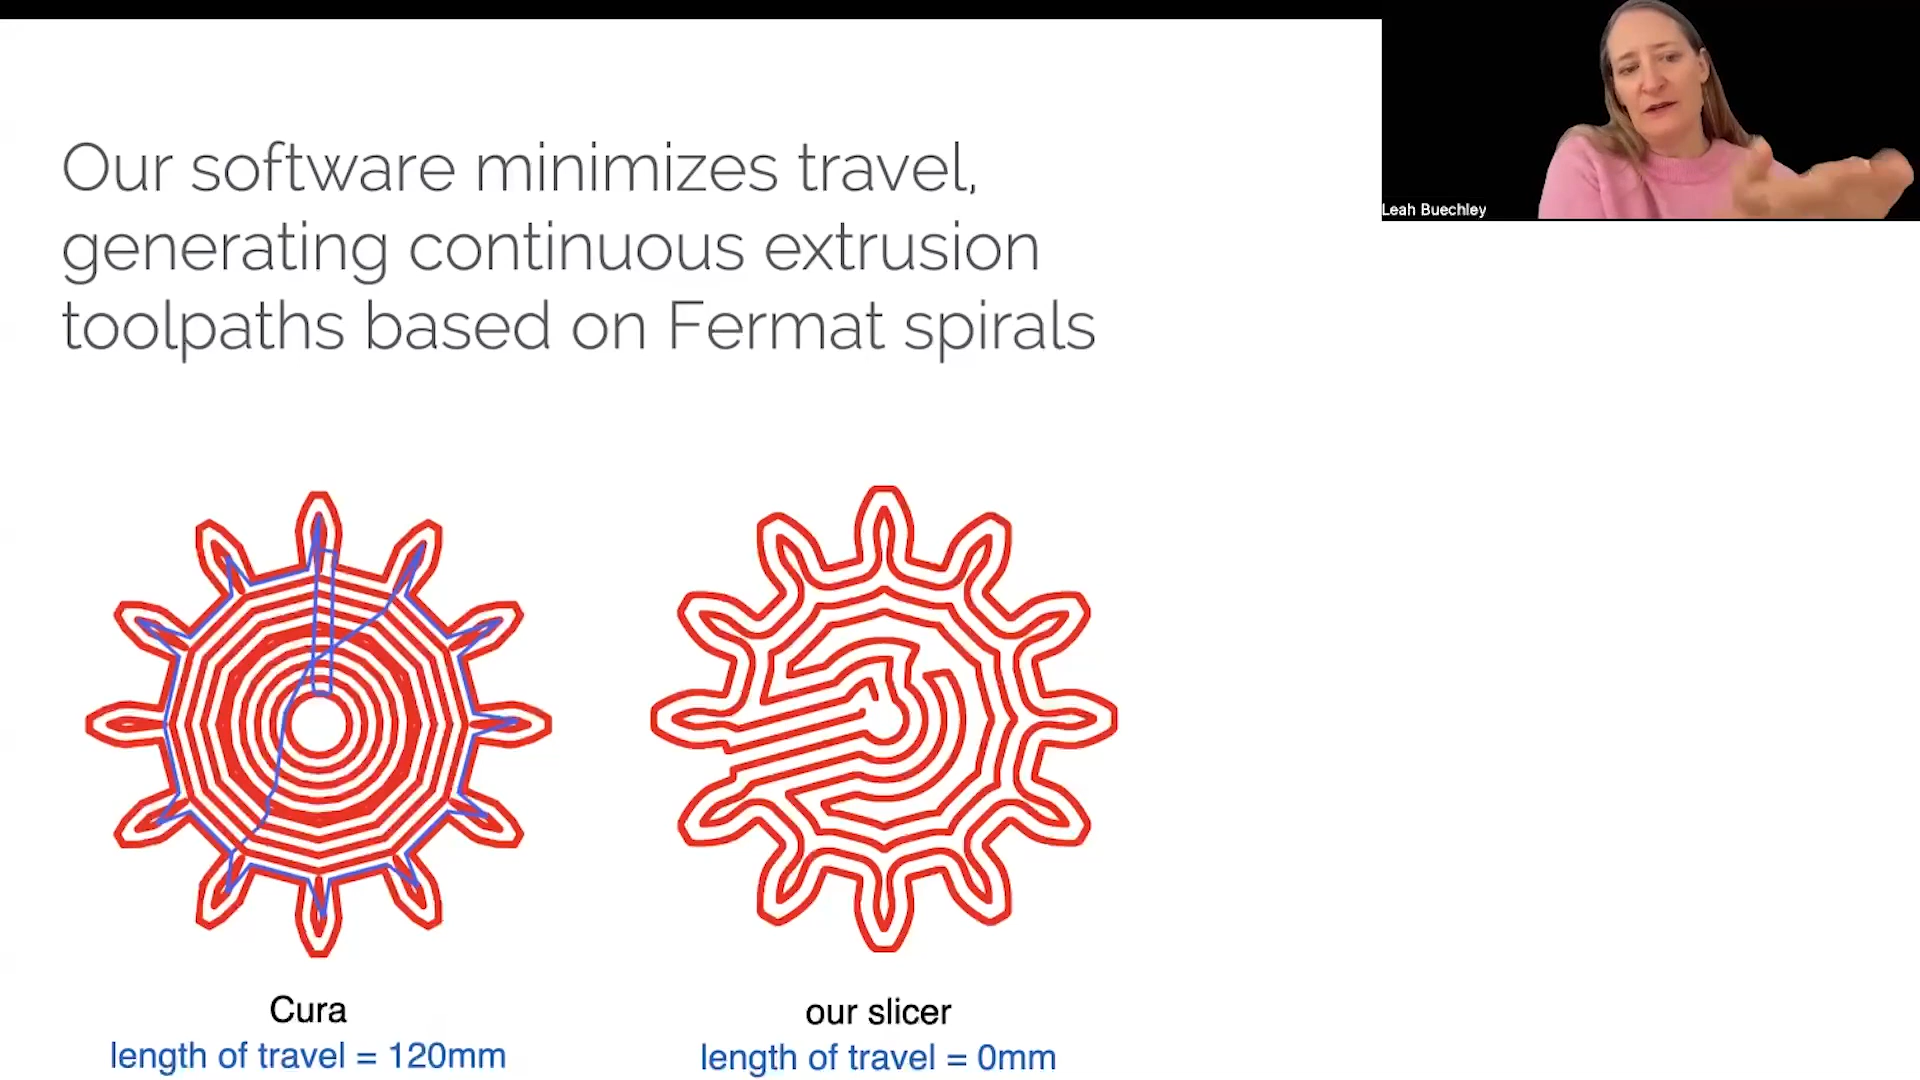 Our software minimizes travel,
generating continuous extrusion
toolpaths based on Fermat spirals
Leah Buechley
Cura
length of travel = 120mm
our slicer
length of travel = 0mm